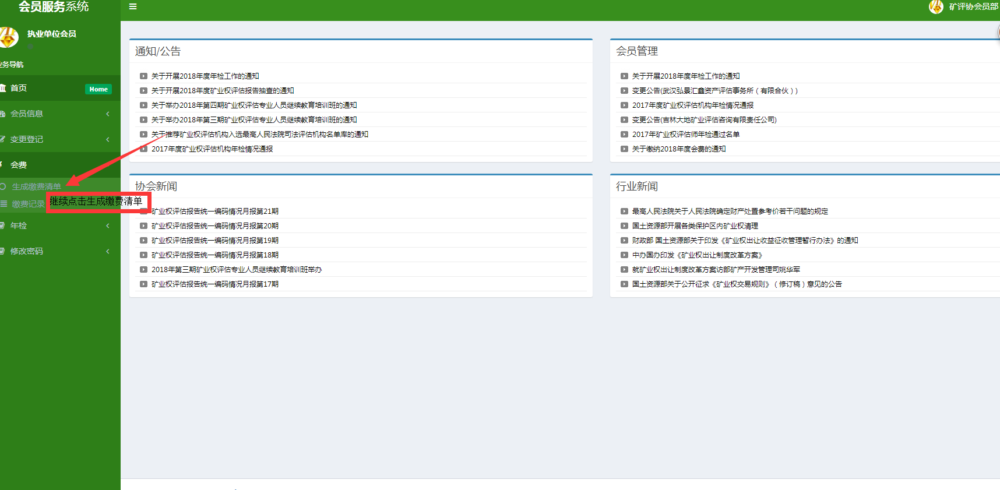 会员服务系统
矿评协会员部
执业单位会员
业务导航
首页
Home
会员信息
变更登记
会费
生成缴费清单
缴费记录
继续点击生成缴费清单
年检
修改密码
通知/公告
关于开展2018年度年检工作的通知
关于开展2018年度矿业权评估报告抽查的通知
关于举办2018年第四期矿业权评估专业人员继续教育培训班的通知
关于举办2018年第三期矿业权评估专业人员继续教育培训班的通知
关于推荐矿业权评估机构入选最高人民法院司法评估机构名单库的通知
2017年度矿业权评估机构年检情况通报
会员管理
关于开展2018年度年检工作的通知
变更公告(武汉弘景汇鑫资产评估事务所（有限合伙）)
2017年度矿业权评估机构年检情况通报
变更公告(吉林大地矿业评估咨询有限责任公司)
2017年矿业权评估师年检通过名单
关于缴纳2018年度会费的通知
协会新闻
矿业权评估报告统一编码情况月报第21期
矿业权评估报告统一编码情况月报第20期
矿业权评估报告统一编码情况月报第19期
矿业权评估报告统一编码情况月报第18期
2018年第三期矿业权评估专业人员继续教育培训班举办
矿业权评估报告统一编码情况月报第17期
行业新闻
最高人民法院关于人民法院确定财产处置参考价若干问题的规定
国土资源部开展各类保护区内矿业权清理
财政部 国土资源部关于印发《矿业权出让收益征收管理暂行办法》的通知
中办国办印发《矿业权出让制度改革方案》
就矿业权出让制度改革方案访部矿产开发管理司姚华军
国土资源部关于公开征求《矿业权交易规则》（修订稿）意见的公告